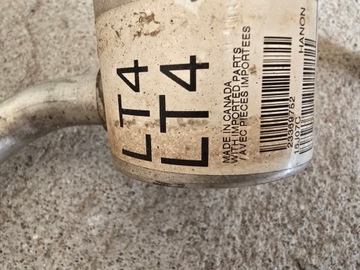 LT4
LT4
MADE IN CANADA
WITH IMPORTED PARTS
/ AVEC PIECES IMPORTEES
HANON